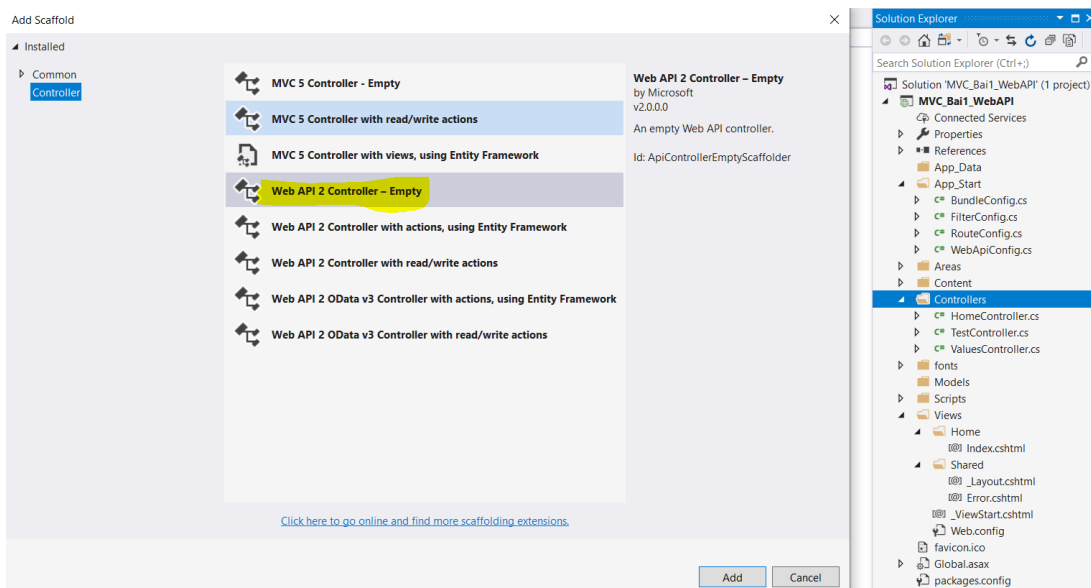 Add Scaffold
Installed
Common
Controller
MVC 5 Controller - Empty
MVC 5 Controller with read/write actions
MVC 5 Controller with views, using Entity Framework
Web API 2 Controller – Empty
Web API 2 Controller with actions, using Entity Framework
Web API 2 Controller with read/write actions
Web API 2 OData v3 Controller with actions, using Entity Framework
Web API 2 OData v3 Controller with read/write actions
Click here to go online and find more scaffolding extensions.
Web API 2 Controller – Empty
by Microsoft
v2.0.0.0
An empty Web API controller.
Id: ApiControllerEmptyScaffolder
Add
Cancel
Solution Explorer
Search Solution Explorer (Ctrl+;)
Solution 'MVC_Bai1_WebAPI' (1 project)
MVC_Bai1_WebAPI
Connected Services
Properties
References
App_Data
App_Start
C# BundleConfig.cs
C# FilterConfig.cs
C# RouteConfig.cs
C# WebApiConfig.cs
Areas
Content
Controllers
C# HomeController.cs
C# TestController.cs
C# ValuesController.cs
fonts
Models
Scripts
Views
Home
[@] Index.cshtml
Shared
[@] _Layout.cshtml
[@] Error.cshtml
[@] _ViewStart.cshtml
Web.config
favicon.ico
Global.asax
packages.config